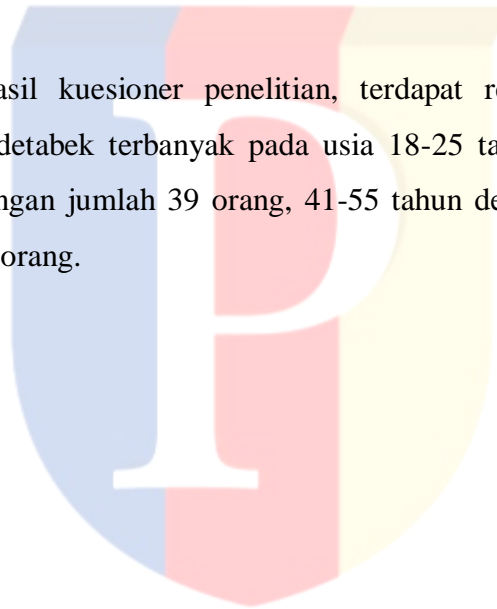 asil kuesioner penelitian, terdapat re
detabek terbanyak pada usia 18-25 ta
ngan jumlah 39 orang, 41-55 tahun de
orang.
P